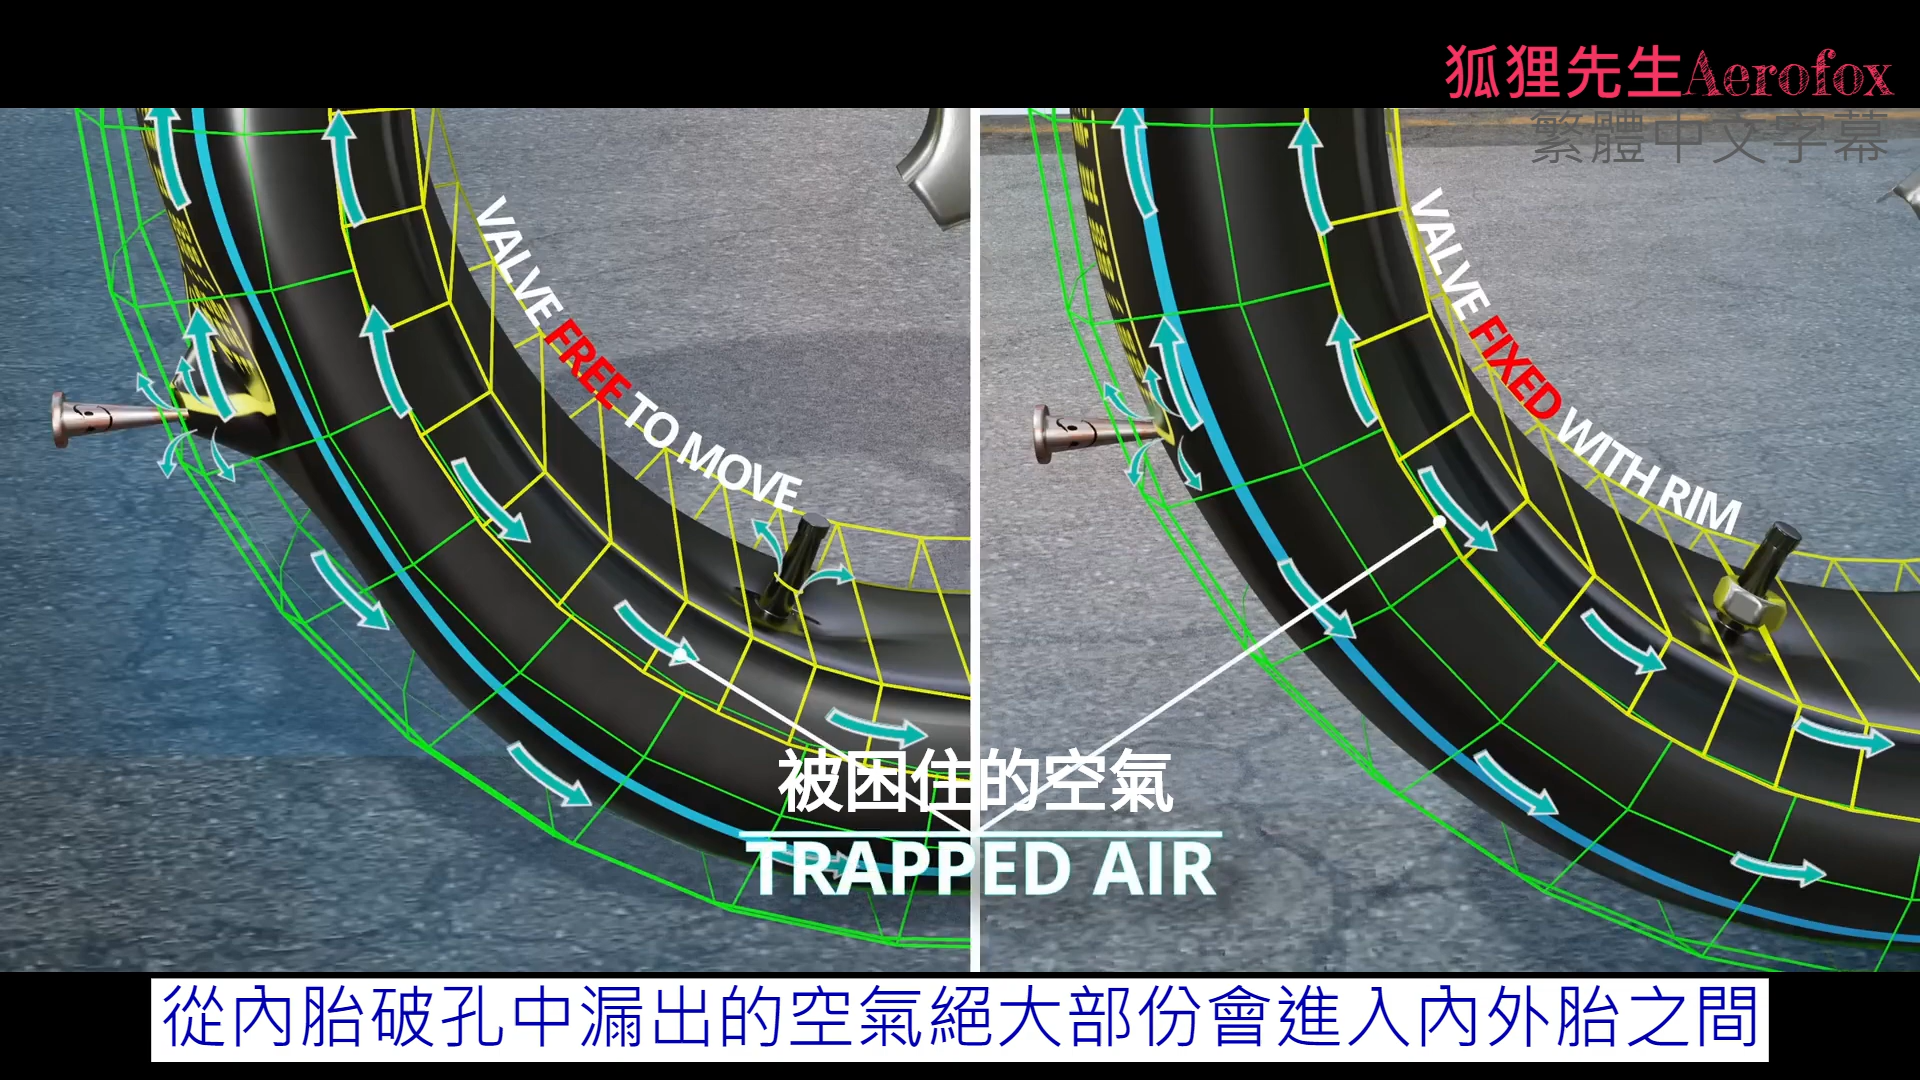 狐狸先生Aerofox
繁體中文字幕
VALVE FREE TO MOVE
VALVE FIXED WITH RIM
被困住的空氣
TRAPPED AIR
從內胎破孔中漏出的空氣絕大部份會進入內外胎之間